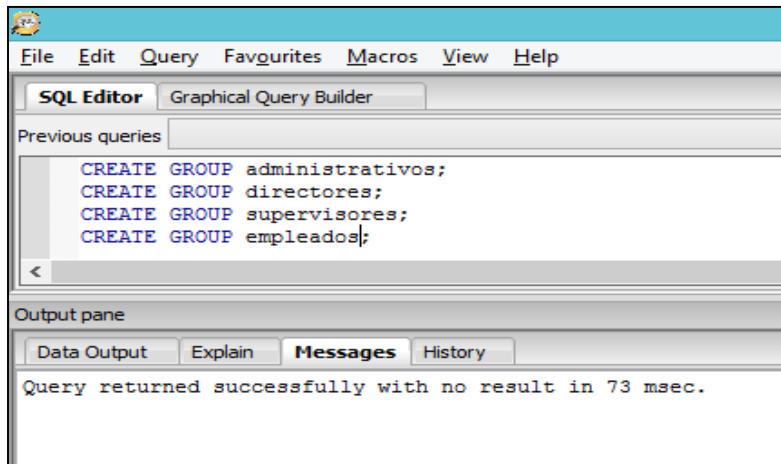 File Edit Query Favourites Macros View Help
SQL Editor Graphical Query Builder
Previous queries
CREATE GROUP administrativos;
CREATE GROUP directores;
CREATE GROUP supervisores;
CREATE GROUP empleados;
Output pane
Data Output Explain Messages History
Query returned successfully with no result in 73 msec.